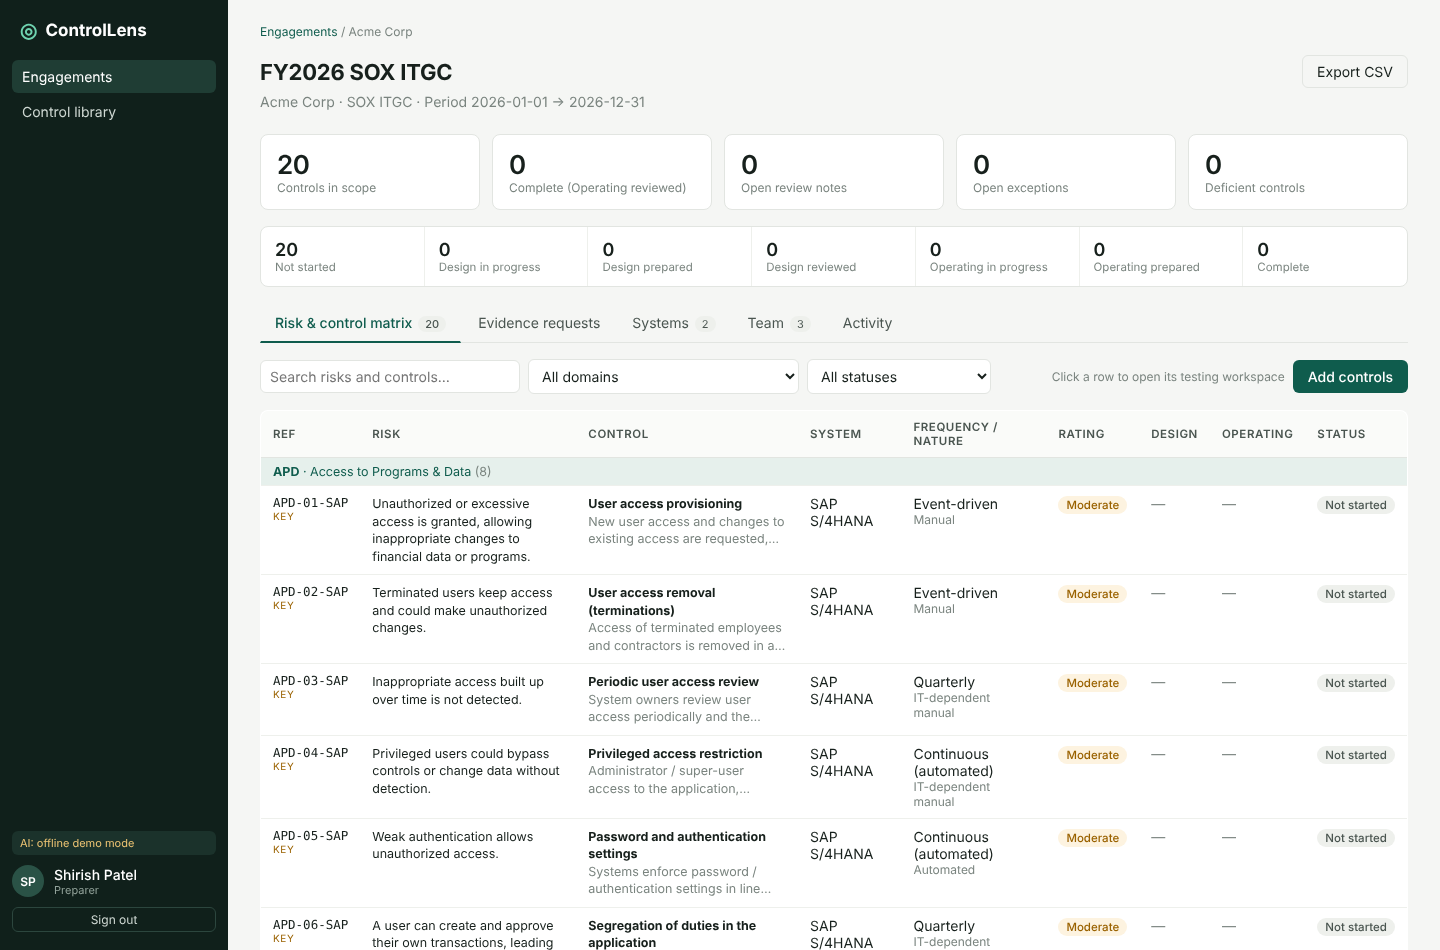 ControlLens
Engagements
Control library
AI: offline demo mode
SP
Shirish Patel
Preparer
Sign out
Engagements / Acme Corp
FY2026 SOX ITGC
Export CSV
Acme Corp · SOX ITGC · Period 2026-01-01 → 2026-12-31
20
Controls in scope
0
Complete (Operating reviewed)
0
Open review notes
0
Open exceptions
0
Deficient controls
20
Not started
0
Design in progress
0
Design prepared
0
Design reviewed
0
Operating in progress
0
Operating prepared
0
Complete
Risk & control matrix 20
Evidence requests
Systems 2
Team 3
Activity
Search risks and controls...
All domains
All statuses
Click a row to open its testing workspace
Add controls
REF
RISK
CONTROL
SYSTEM
FREQUENCY /
NATURE
RATING
DESIGN
OPERATING
STATUS
APD · Access to Programs & Data (8)
APD-01-SAP
KEY
Unauthorized or excessive
access is granted, allowing
inappropriate changes to
financial data or programs.
User access provisioning
New user access and changes to
existing access are requested,...
SAP
S/4HANA
Event-driven
Manual
Moderate
—
—
Not started
APD-02-SAP
KEY
Terminated users keep access
and could make unauthorized
changes.
User access removal
(terminations)
Access of terminated employees
and contractors is removed in a...
SAP
S/4HANA
Event-driven
Manual
Moderate
—
—
Not started
APD-03-SAP
KEY
Inappropriate access built up
over time is not detected.
Periodic user access review
System owners review user
access periodically and the...
SAP
S/4HANA
Quarterly
IT-dependent
manual
Moderate
—
—
Not started
APD-04-SAP
KEY
Privileged users could bypass
controls or change data without
detection.
Privileged access restriction
Administrator / super-user
access to the application,...
SAP
S/4HANA
Continuous
(automated)
IT-dependent
manual
Moderate
—
—
Not started
APD-05-SAP
KEY
Weak authentication allows
unauthorized access.
Password and authentication
settings
Systems enforce password /
authentication settings in line...
SAP
S/4HANA
Continuous
(automated)
Automated
Moderate
—
—
Not started
APD-06-SAP
KEY
A user can create and approve
their own transactions, leading
Segregation of duties in the
application
SAP
S/4HANA
Quarterly
IT-dependent
Moderate
—
—
Not started